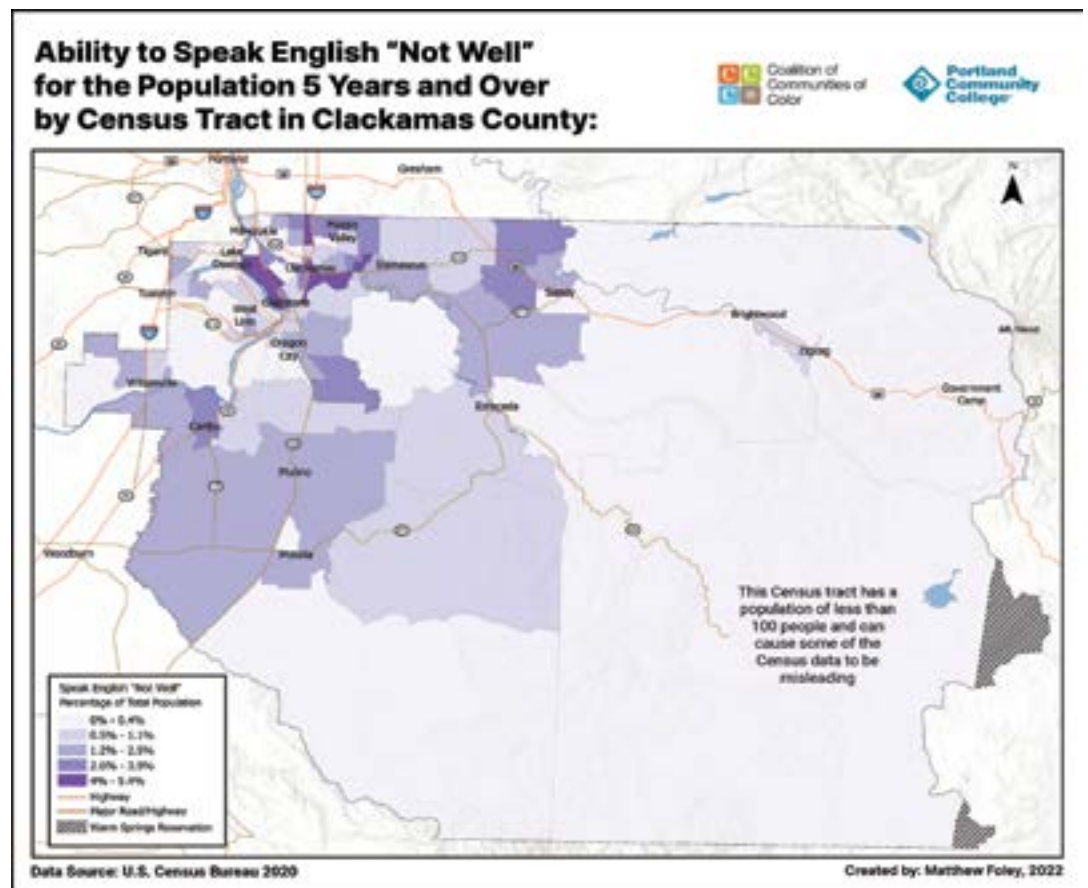 Ability to Speak English "Not Well"
for the Population 5 Years and Over
by Census Tract in Clackamas County:
Coalition of
Communities of
Color
Portland
Community
College
N
Portland
Gresham
Milwaukie
Happy
Valley
Tigard
Lake
Oswego
Clackamas
Damascus
Tualatin
Gladstone
Sandy
West
Linn
Brightwood
Mt. Hood
Oregon
City
Zigzag
Wilsonville
Government
Camp
Estacada
Canby
Mulino
Woodburn
Molalla
This Census tract has a
population of less than
100 people and can
cause some of the
Census data to be
misleading
Speak English "Not Well"
Percentage of Total Population
0% - 0.4%
0.5% - 1.1%
1.2% - 2.5%
2.6% - 3.9%
4% - 5.4%
Highway
Major Road/Highway
Warm Springs Reservation
Data Source: U.S. Census Bureau 2020
Created by: Matthew Foley, 2022